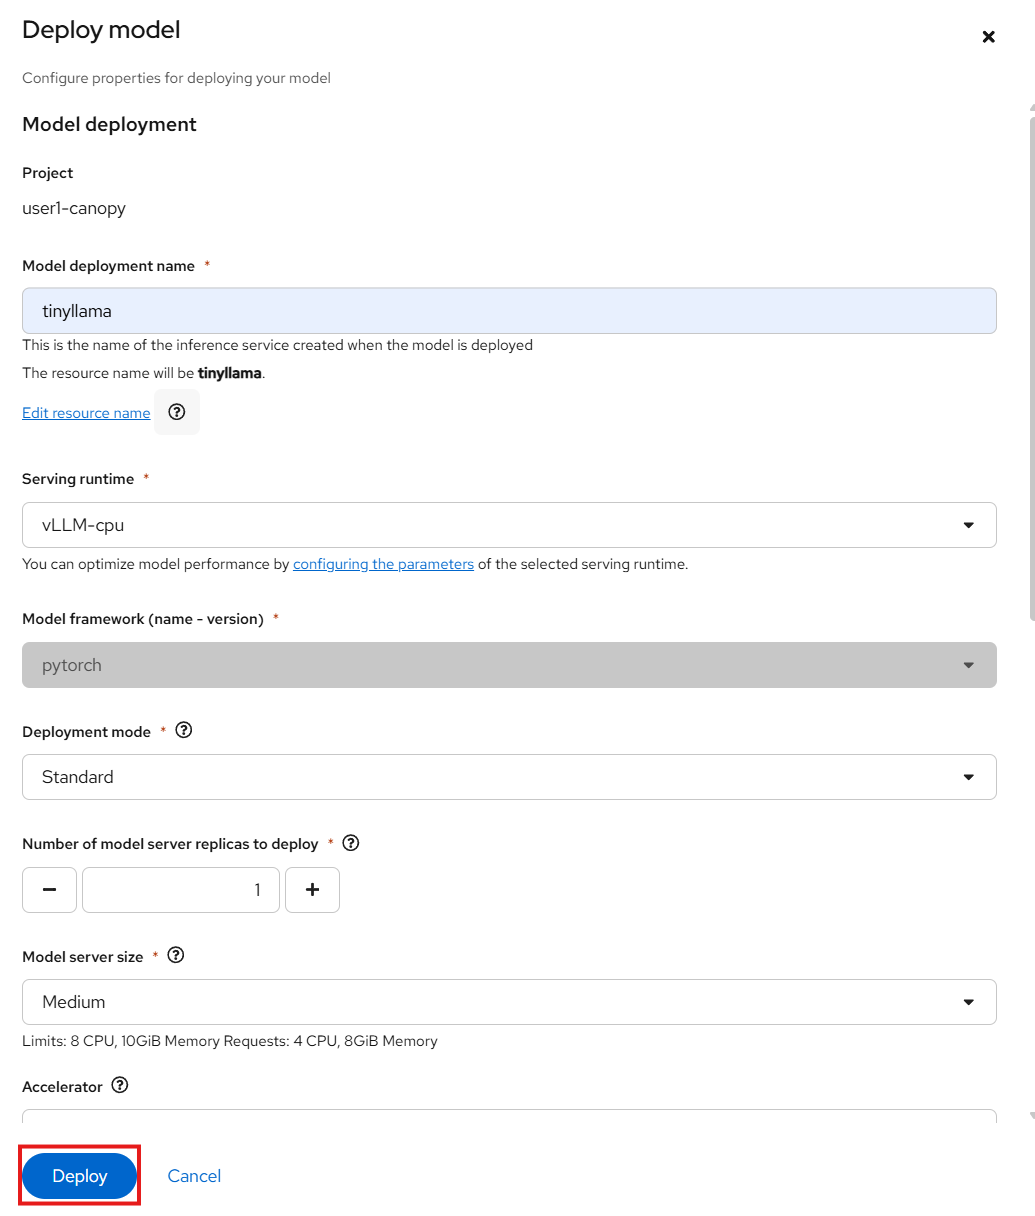 Deploy model
Configure properties for deploying your model
Model deployment
Project
user1-canopy
Model deployment name *
tinyllama
This is the name of the inference service created when the model is deployed
The resource name will be tinyllama.
Edit resource name
Serving runtime *
vLLM-cpu
You can optimize model performance by configuring the parameters of the selected serving runtime.
Model framework (name - version) *
pytorch
Deployment mode *
Standard
Number of model server replicas to deploy *
1
Model server size *
Medium
Limits: 8 CPU, 10GiB Memory Requests: 4 CPU, 8GiB Memory
Accelerator
Deploy Cancel